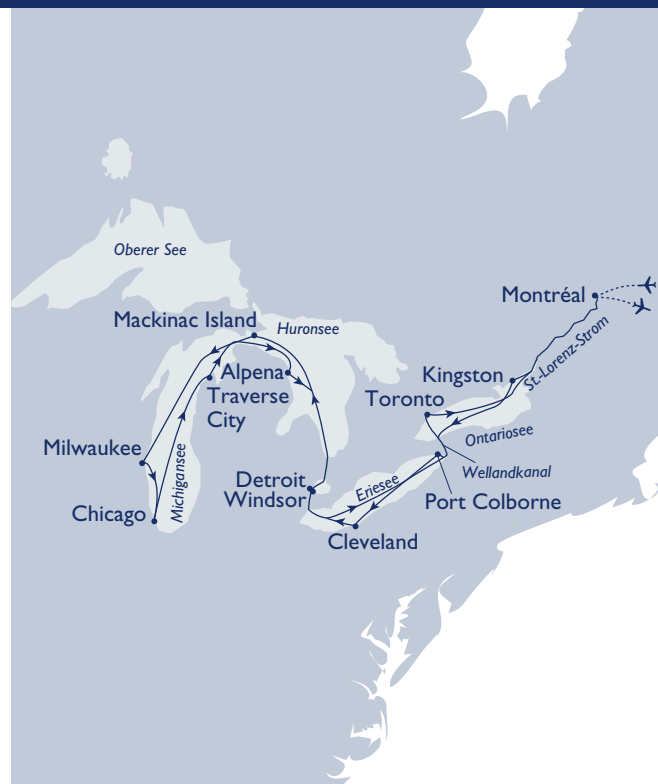 Oberer See
Montréal
Mackinac Island
Huronsee
St-Lorenz-Strom
Alpena
Kingston
Traverse
City
Toronto
Ontariosee
Milwaukee
Michigansee
Wellandkanal
Detroit
Windsor
Eriesee
Port Colborne
Chicago
Cleveland